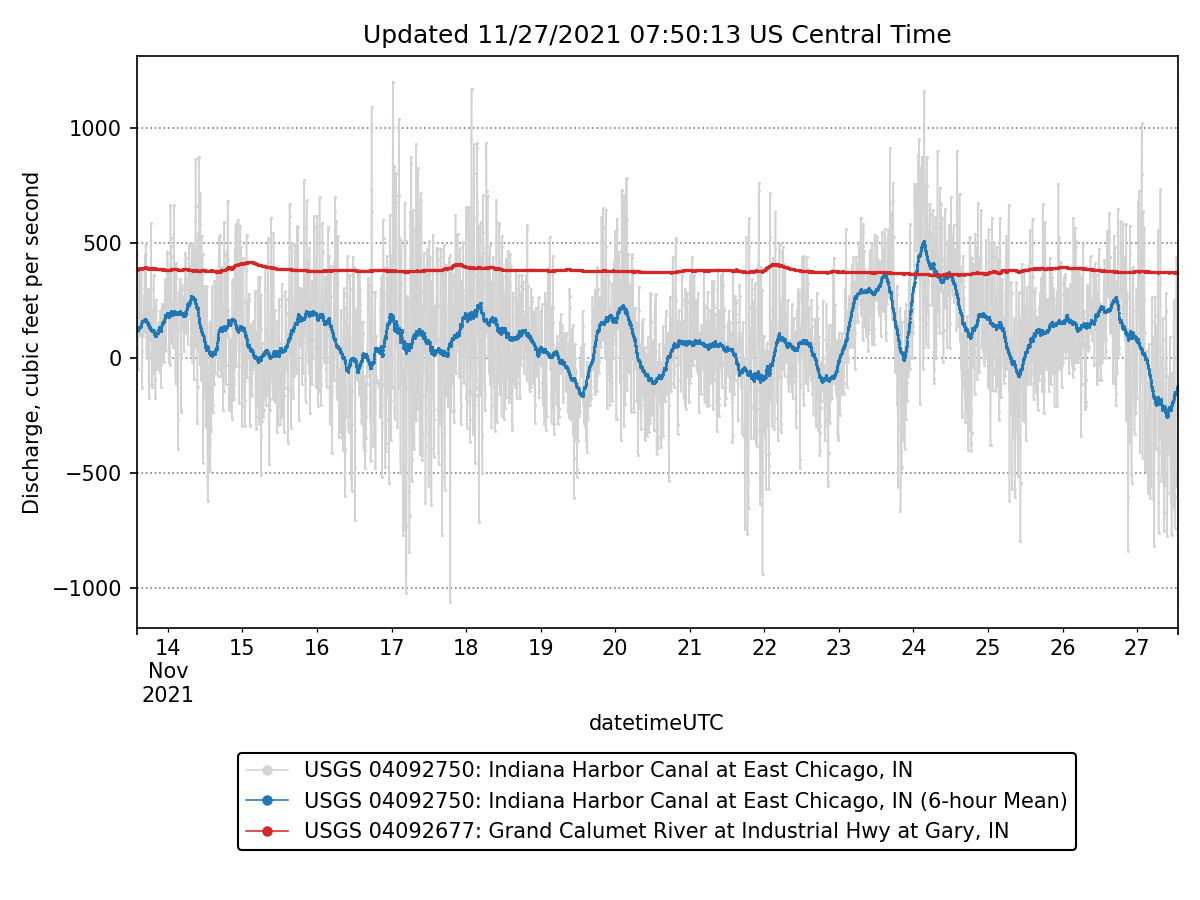 Updated 11/27/2021 07:50:13 US Central Time
Discharge, cubic feet per second
1000
500
0
−500
−1000
14 15 16 17 18 19 20 21 22 23 24 25 26 27
Nov
2021
datetimeUTC
USGS 04092750: Indiana Harbor Canal at East Chicago, IN
USGS 04092750: Indiana Harbor Canal at East Chicago, IN (6-hour Mean)
USGS 04092677: Grand Calumet River at Industrial Hwy at Gary, IN